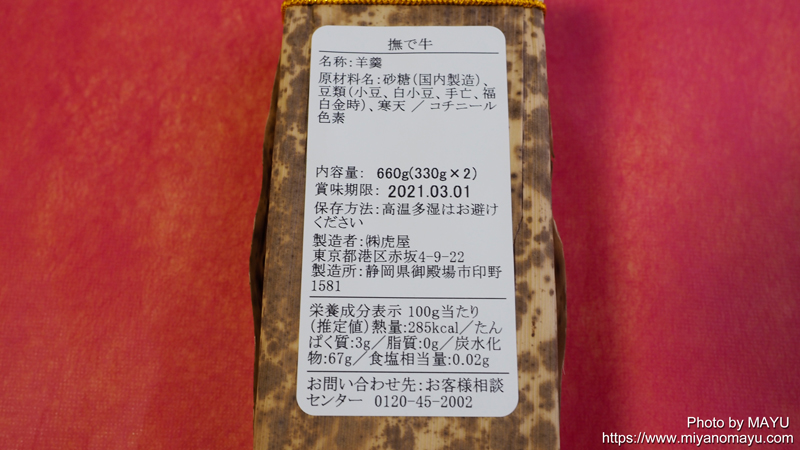 撫で牛
名称:羊羹
原材料名:砂糖(国内製造)、
豆類(小豆、白小豆、手亡、福
白金時)、寒天 ／ コチニール
色素
内容量: 660g(330g×2)
賞味期限: 2021.03.01
保存方法:高温多湿はお避け
ください
製造者:㈱虎屋
東京都港区赤坂4-9-22
製造所:静岡県御殿場市印野
1581
栄養成分表示 100g当たり
(推定値)熱量:285kcal／たん
ぱく質:3g／脂質:0g／炭水化
物:67g／食塩相当量:0.02g
お問い合わせ先:お客様相談
センター 0120-45-2002
Photo by MAYU
https://www.miyanomayu.com/